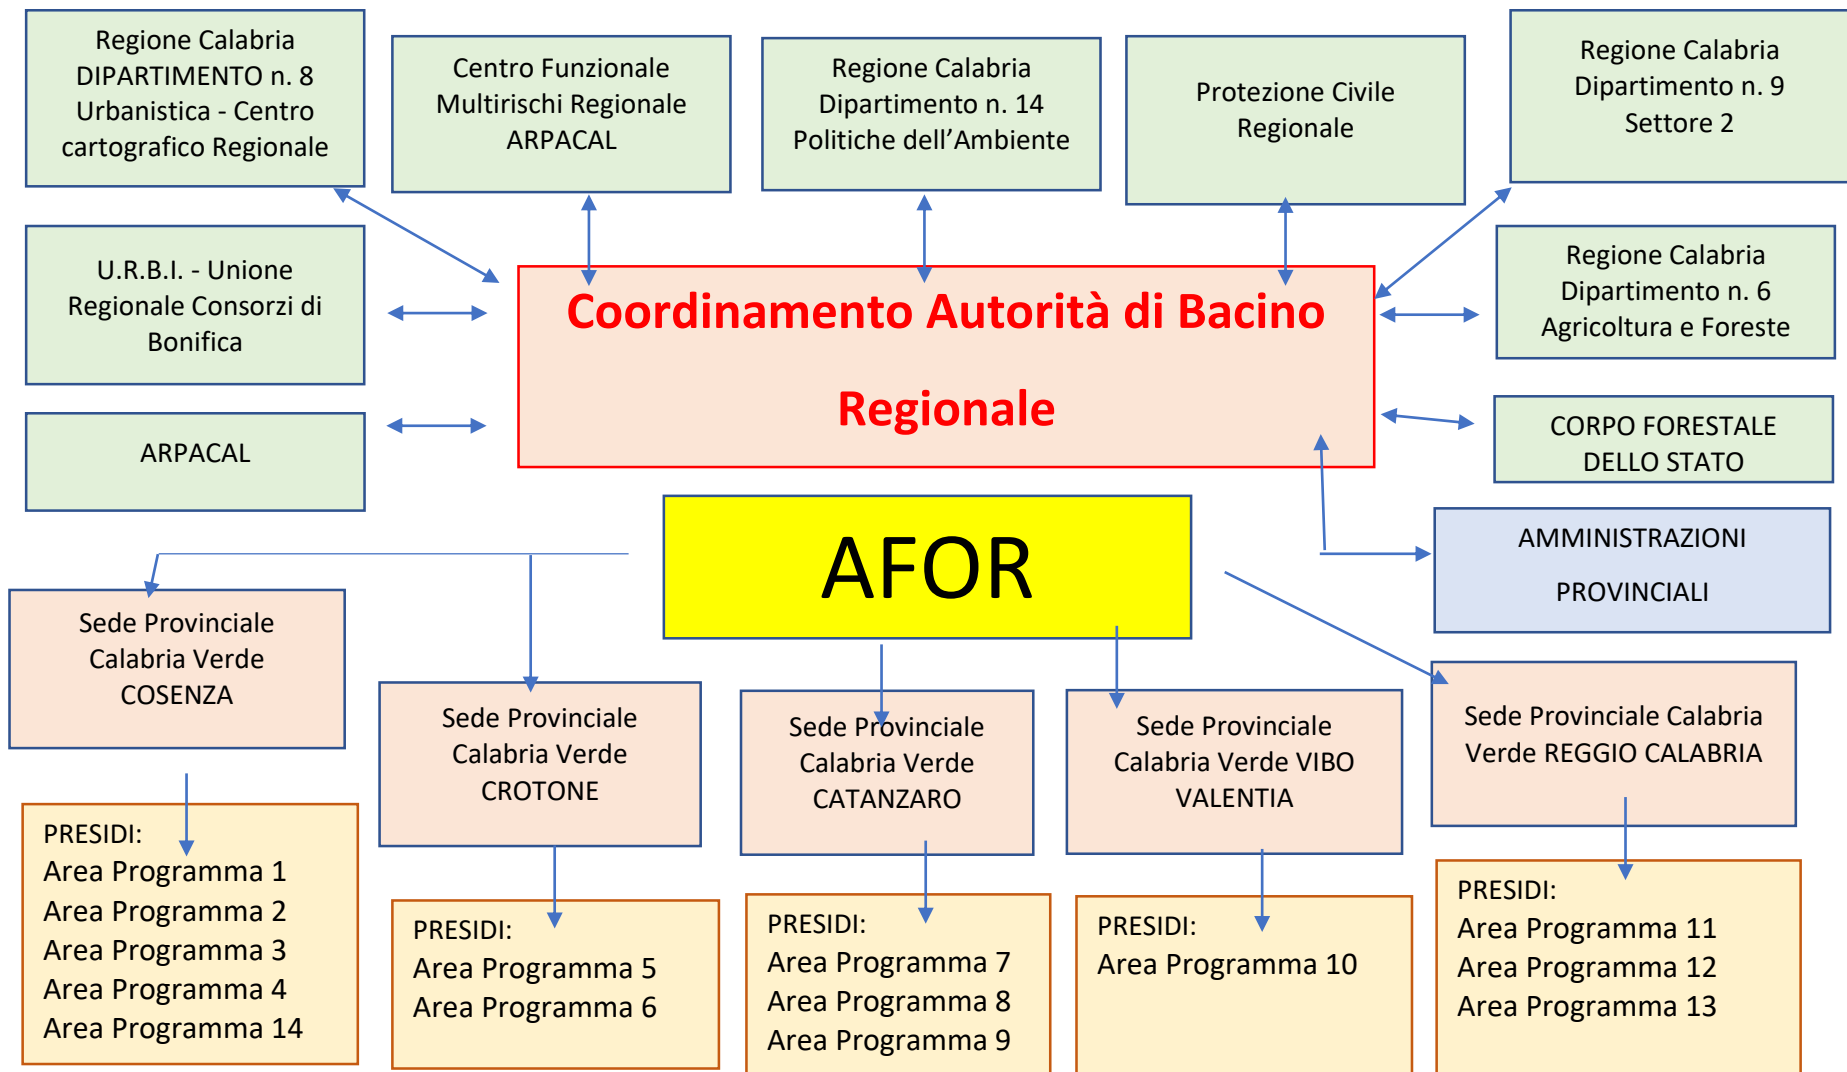 Regione Calabria
DIPARTIMENTO n. 8
Urbanistica - Centro
cartografico Regionale
Centro Funzionale
Multirischi Regionale
ARPACAL
Regione Calabria
Dipartimento n. 14
Politiche dell’Ambiente
Protezione Civile
Regionale
Regione Calabria
Dipartimento n. 9
Settore 2
U.R.B.I. - Unione
Regionale Consorzi di
Bonifica
Coordinamento Autorità di Bacino
Regionale
Regione Calabria
Dipartimento n. 6
Agricoltura e Foreste
ARPACAL
CORPO FORESTALE
DELLO STATO
AFOR
AMMINISTRAZIONI
PROVINCIALI
Sede Provinciale
Calabria Verde
COSENZA
Sede Provinciale
Calabria Verde
CROTONE
Sede Provinciale
Calabria Verde
CATANZARO
Sede Provinciale
Calabria Verde VIBO
VALENTIA
Sede Provinciale Calabria
Verde REGGIO CALABRIA
PRESIDI:
Area Programma 1
Area Programma 2
Area Programma 3
Area Programma 4
Area Programma 14
PRESIDI:
Area Programma 5
Area Programma 6
PRESIDI:
Area Programma 7
Area Programma 8
Area Programma 9
PRESIDI:
Area Programma 10
PRESIDI:
Area Programma 11
Area Programma 12
Area Programma 13